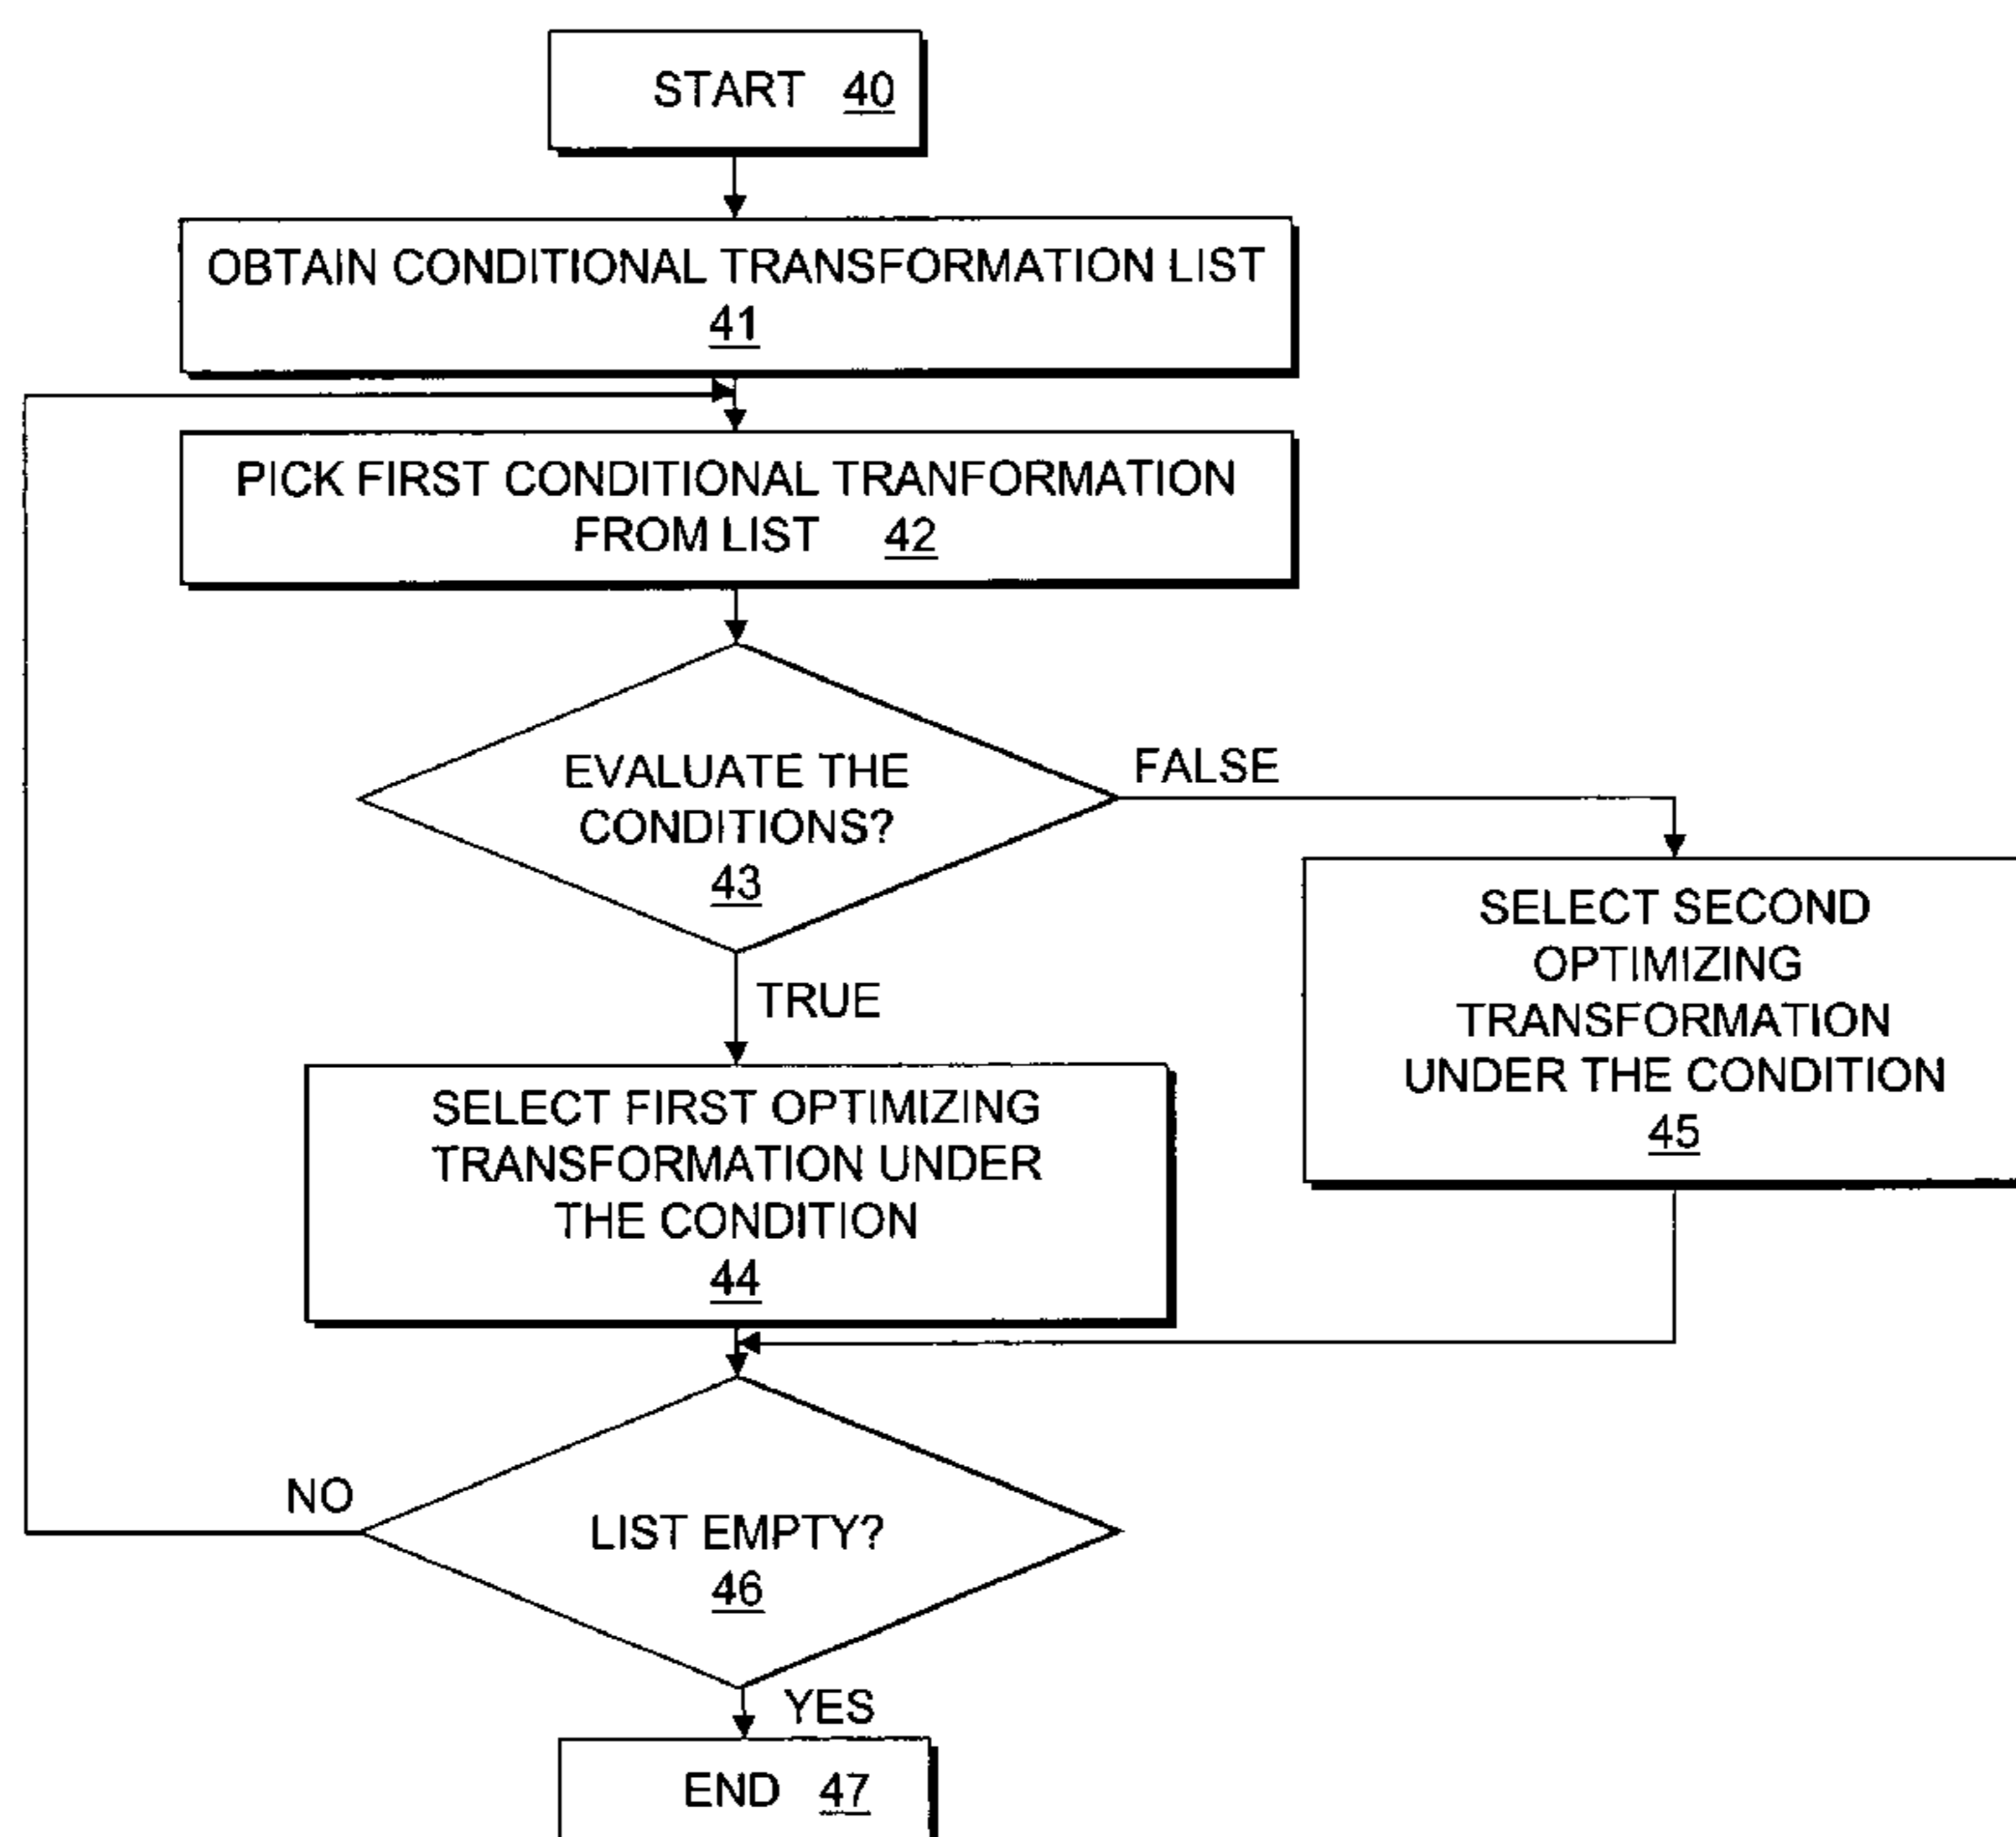 START 40
OBTAIN CONDITIONAL TRANSFORMATION LIST
41
PICK FIRST CONDITIONAL TRANFORMATION
FROM LIST 42
EVALUATE THE
CONDITIONS?
43
FALSE
TRUE
SELECT SECOND
OPTIMIZING
TRANSFORMATION
UNDER THE CONDITION
45
SELECT FIRST OPTIMIZING
TRANSFORMATION UNDER
THE CONDITION
44
NO
LIST EMPTY?
46
YES
END 47